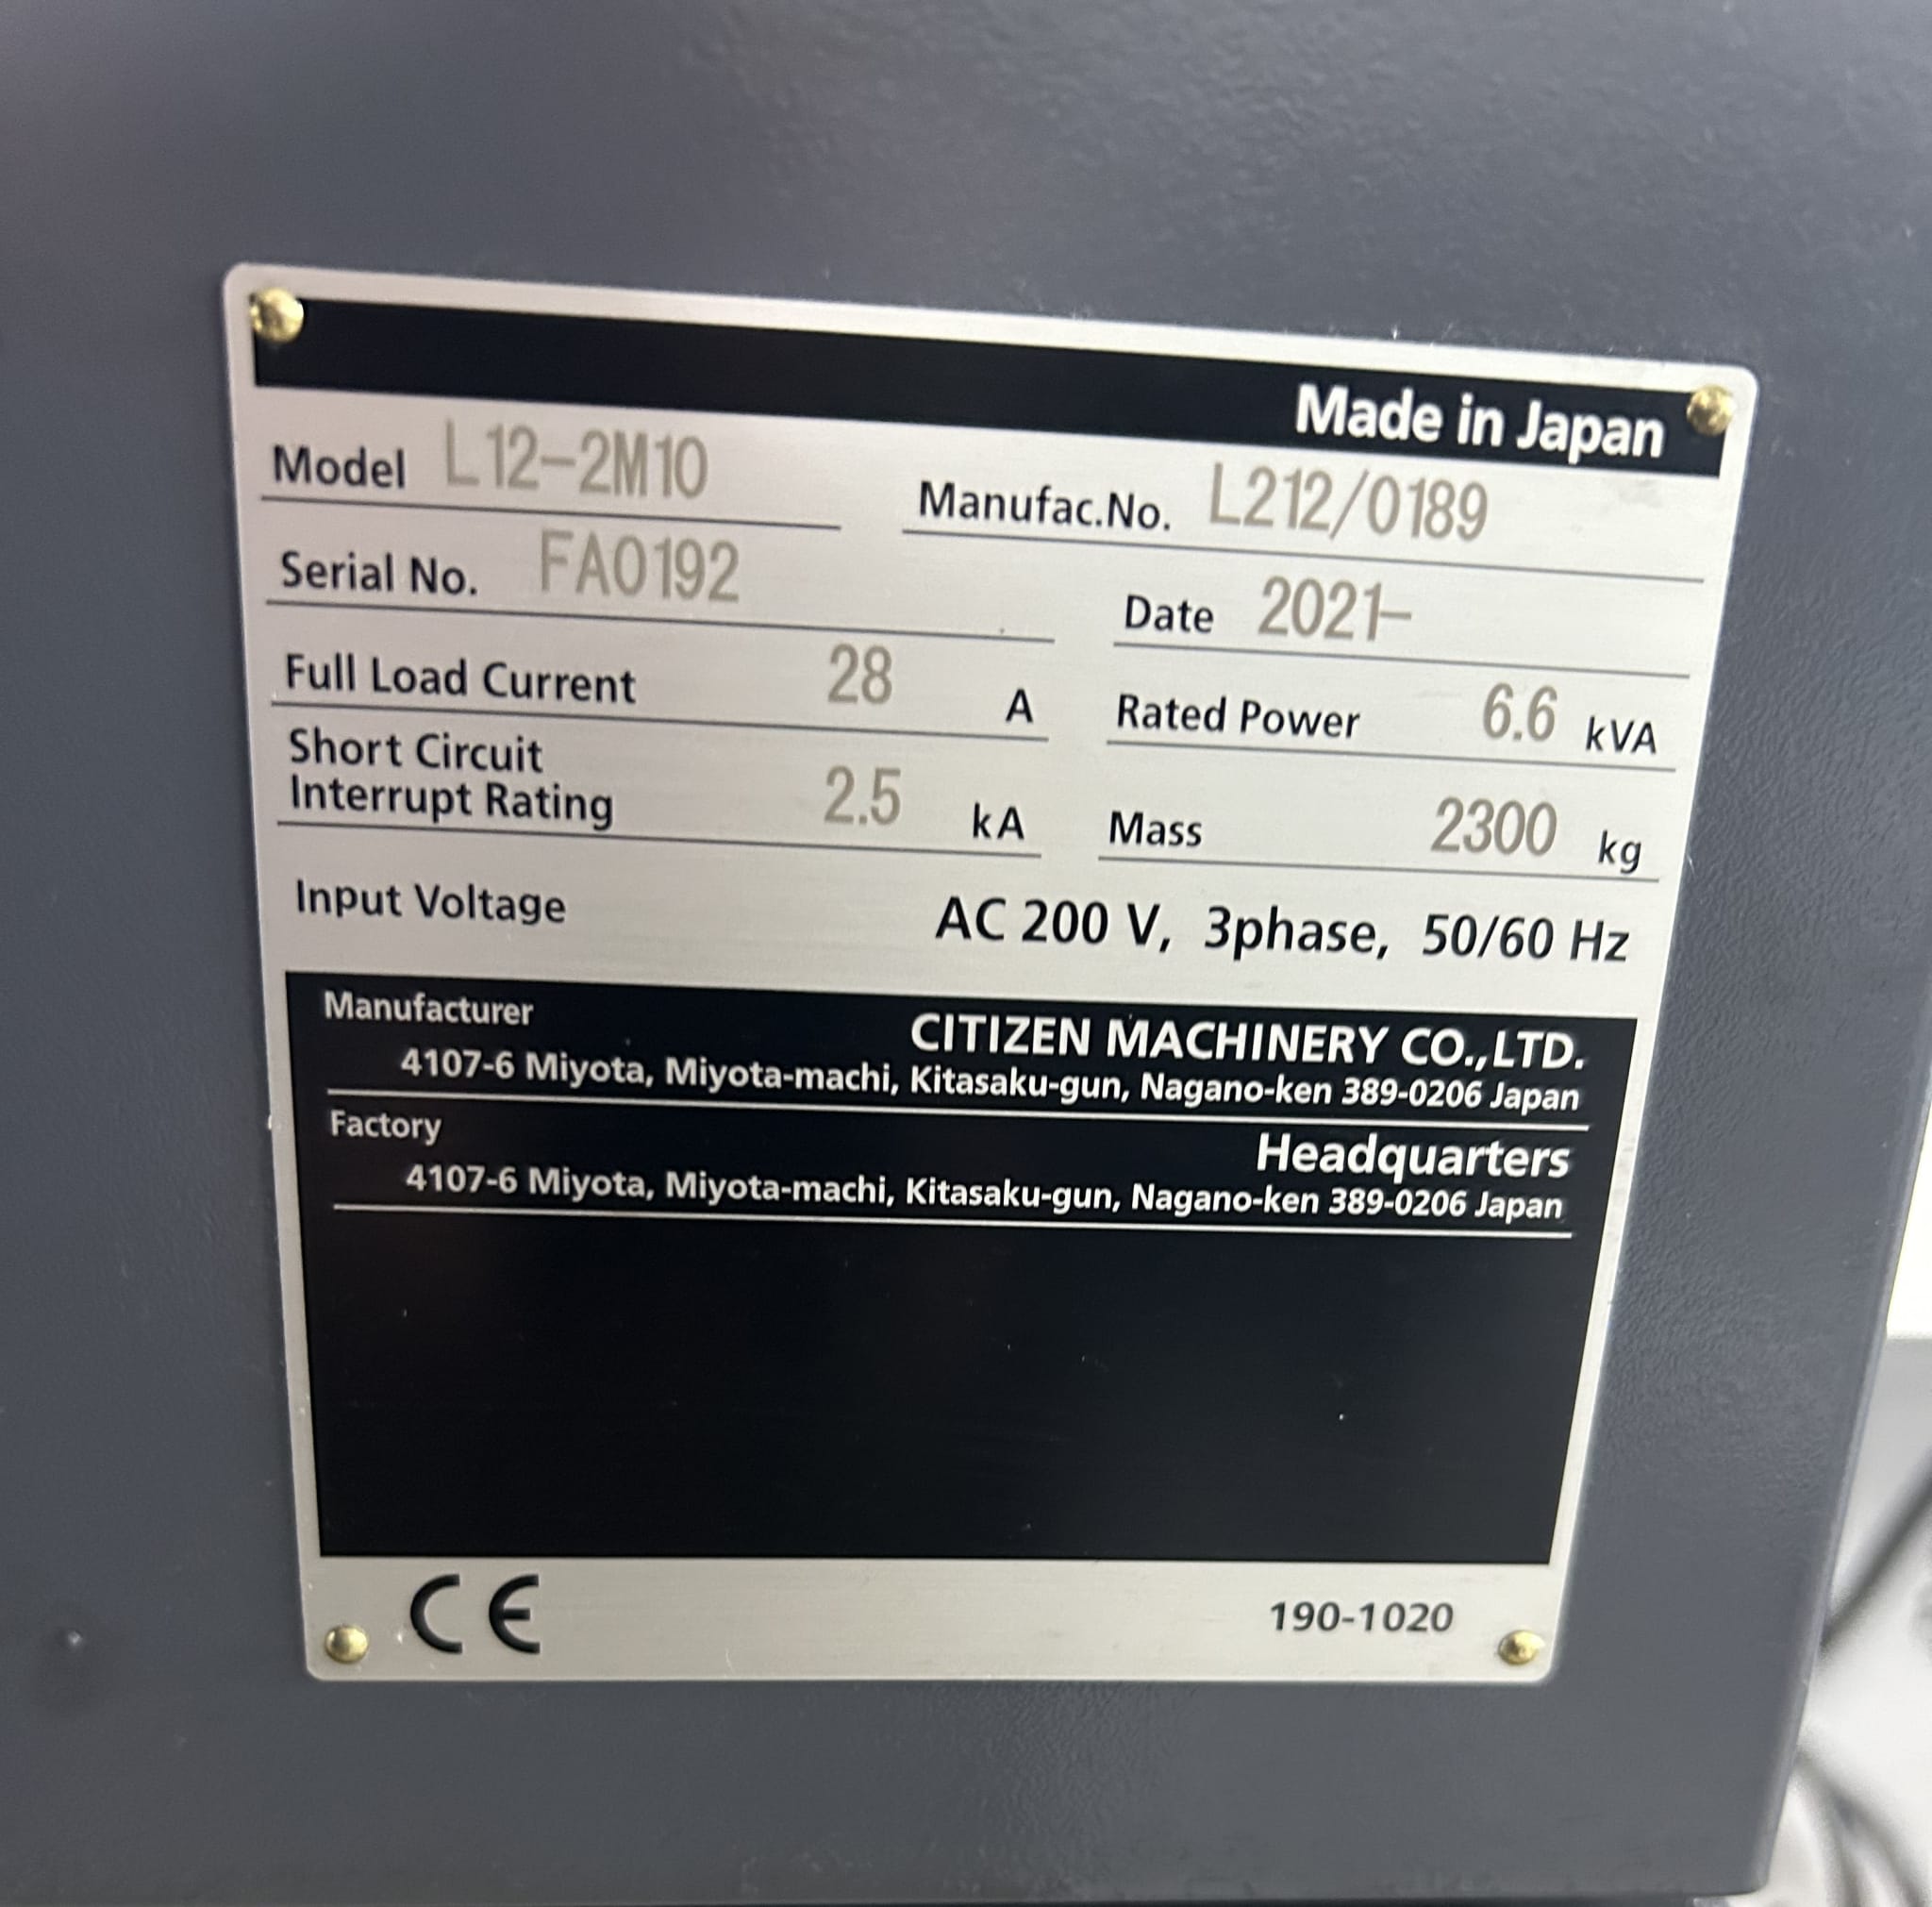 Made in Japan
Model L12-2M10 Manufac.No. L212/0189
Serial No. FA0192 Date 2021-
Full Load Current 28 A Rated Power 6.6 kVA
Short Circuit
Interrupt Rating 2.5 kA Mass 2300 kg
Input Voltage AC 200 V, 3phase, 50/60 Hz
Manufacturer CITIZEN MACHINERY CO.,LTD.
4107-6 Miyota, Miyota-machi, Kitasaku-gun, Nagano-ken 389-0206 Japan
Factory Headquarters
4107-6 Miyota, Miyota-machi, Kitasaku-gun, Nagano-ken 389-0206 Japan
CE 190-1020